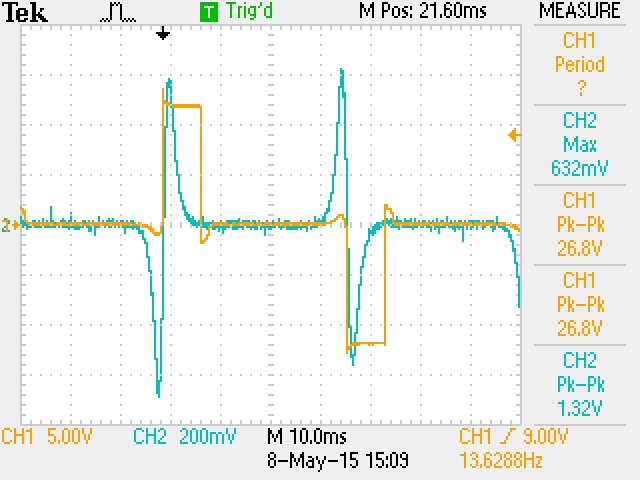 Tek T Trig'd M Pos: 21.60ms MEASURE
CH1
Period
?
CH2
Max
632mV
CH1
Pk-Pk
26.8V
CH1
Pk-Pk
26.8V
CH2
Pk-Pk
1.32V
CH1 5.00V CH2 200mV M 10.0ms CH1 9.00V
8-May-15 15:09 13.6288Hz